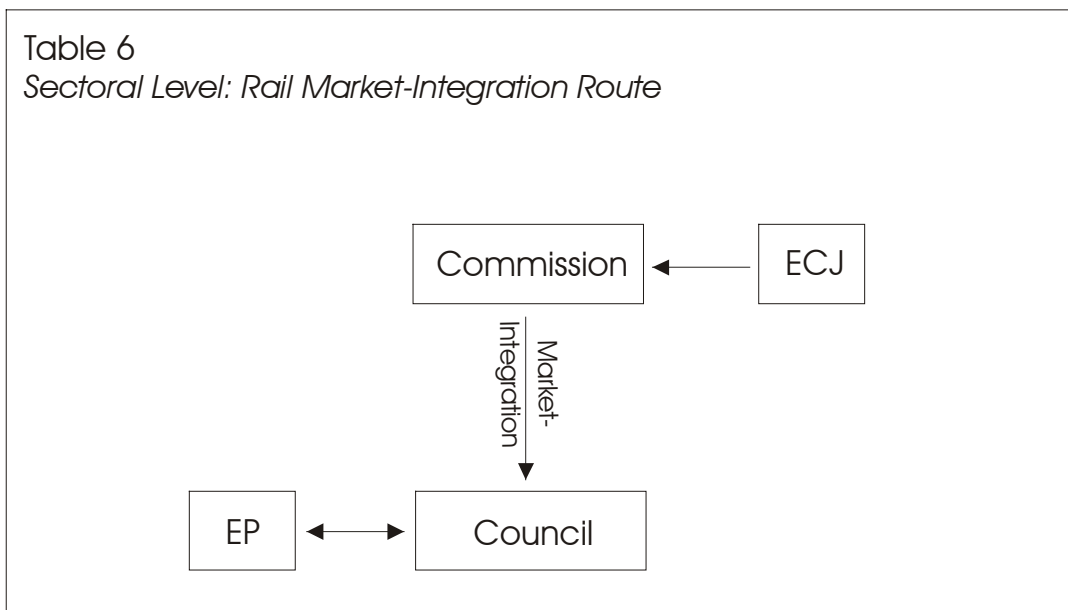 Table 6
Sectoral Level: Rail Market-Integration Route
Commission
ECJ
Market-
Integration
EP
Council